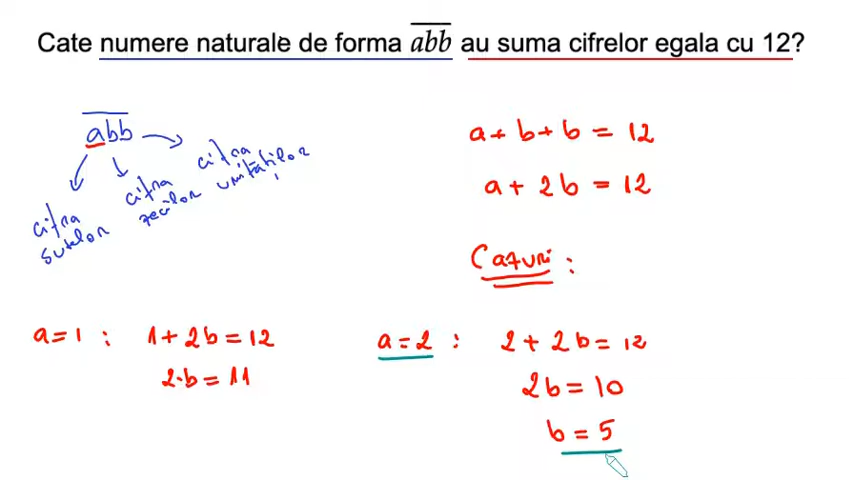 Cate numere naturale de forma abb au suma cifrelor egala cu 12?
abb
cifra sutelor
cifra zecilor
cifra unităților
a + b + b = 12
a + 2b = 12
Cazuri :
a = 1 : 1 + 2b = 12
2·b = 11
a = 2 : 2 + 2b = 12
2b = 10
b = 5